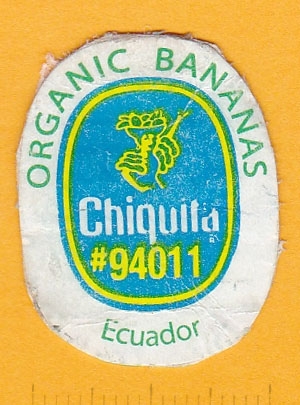 ORGANIC BANANAS
Chiquita
#94011
Ecuador